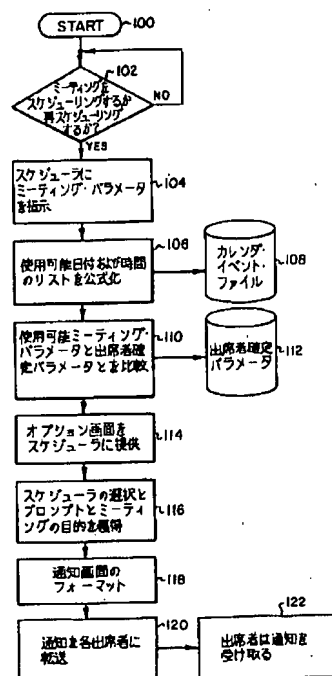 START
100
102
ミーティングを
スケジューリングするか
再スケジューリング
するか?
NO
YES
スケジューラに
ミーティング・パラメータ
を指示
104
使用可能日付および時間
のリストを公式化
106
カレンダ
イベント・
ファイル
108
使用可能ミーティング・
パラメータと出席者確
定パラメータとを比較
110
出席者確定
パラメータ
112
オプション画面を
スケジューラに提供
114
スケジューラの選択と
プロンプトとミーティ
ングの目的を獲得
116
通知画面の
フォーマット
118
通知を各出席者に
転送
120
出席者は通知を
受け取る
122